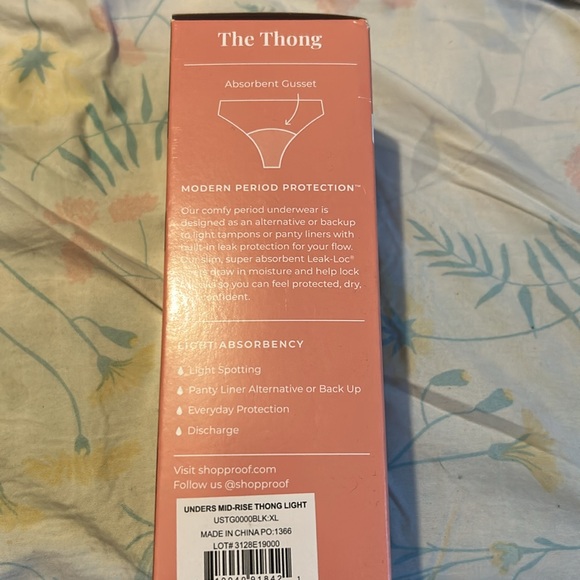 The Thong
Absorbent Gusset
MODERN PERIOD PROTECTION™
Our comfy period underwear is
designed as an alternative or backup
to light tampons or panty liners with
built-in leak protection for your flow.
Our slim, super absorbent Leak-Loc®
draw in moisture and help lock
so you can feel protected, dry,
confident.
LIGHT ABSORBENCY
Light Spotting
Panty Liner Alternative or Back Up
Everyday Protection
Discharge
Visit shopproof.com
Follow us @shopproof
UNDERS MID-RISE THONG LIGHT
USTG0000BLK:XL
MADE IN CHINA PO:1366
LOT# 3128E19000